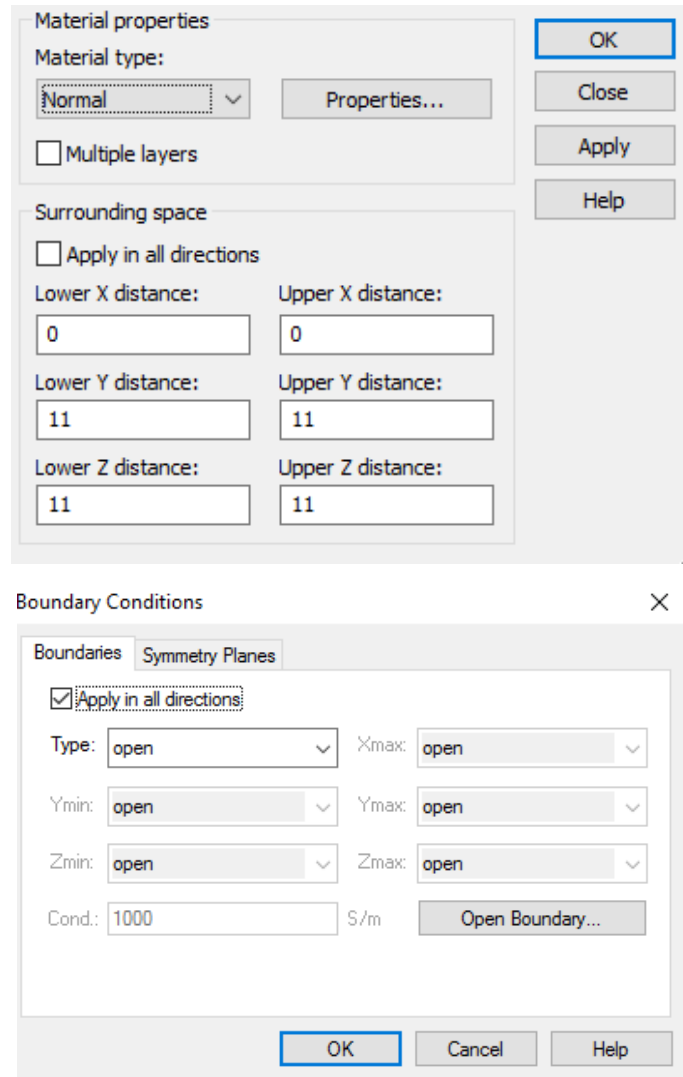 Material properties
OK
Material type:
Normal
Properties...
Close
Multiple layers
Apply
Help
Surrounding space
Apply in all directions
Lower X distance:
Upper X distance:
0
0
Lower Y distance:
Upper Y distance:
11
11
Lower Z distance:
Upper Z distance:
11
11
Boundary Conditions
Boundaries
Symmetry Planes
Apply in all directions
Type: open
Xmax: open
Ymin: open
Ymax: open
Zmin: open
Zmax: open
Cond.: 1000 S/m
Open Boundary...
OK
Cancel
Help